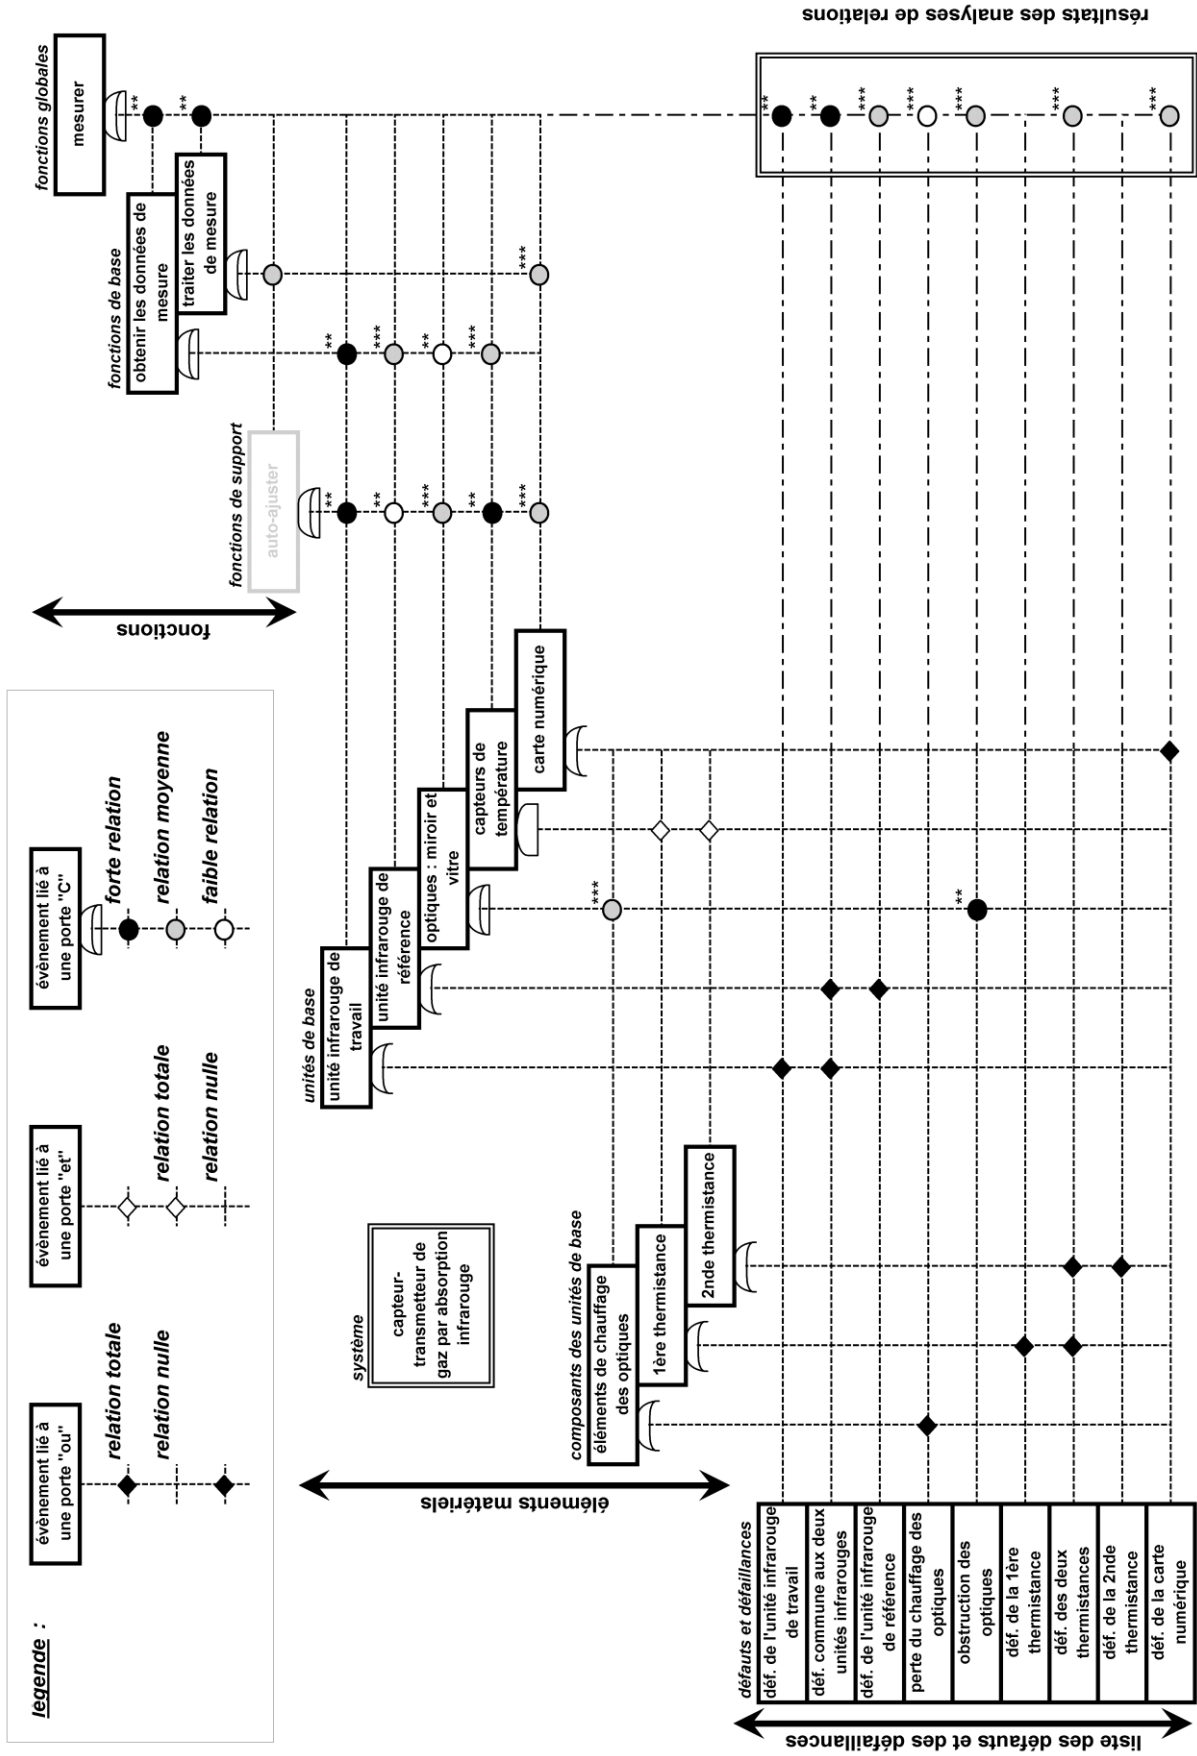 légende :
évènement lié à
une porte "ou"
relation totale
relation nulle
évènement lié à
une porte "et"
relation totale
relation nulle
évènement lié à
une porte "C"
forte relation
relation moyenne
faible relation
fonctions
fonctions globales
mesurer
**
**
fonctions de base
obtenir les données de
mesure
traiter les données
de mesure
***
**
***
**
***
fonctions de support
auto-ajuster
**
**
***
**
***
système
capteur-
transmetteur de
gaz par absorption
infrarouge
éléments matériels
unités de base
unité infrarouge de
travail
unité infrarouge de
référence
optiques : miroir et
vitre
capteurs de
température
carte numérique
composants des unités de base
éléments de chauffage
des optiques
1ère thermistance
2nde thermistance
***
**
liste des défauts et des défaillances
défauts et défaillances
déf. de l'unité infrarouge
de travail
déf. commune aux deux
unités infrarouges
déf. de l'unité infrarouge
de référence
perte du chauffage des
optiques
obstruction des
optiques
déf. de la 1ère
thermistance
déf. des deux
thermistances
déf. de la 2nde
thermistance
déf. de la carte
numérique
résultats des analyses de relations
**
**
***
***
***
***
***